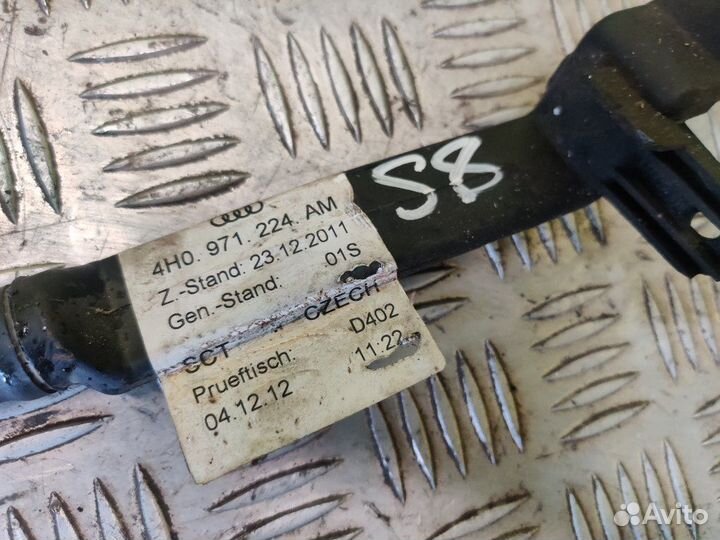 S8
4H0. 971. 224. AM
Z.-Stand: 23.12.2011
Gen.-Stand: 01S
SCT CZECH
Prueftisch: D402
04.12.12 11:22
Avito